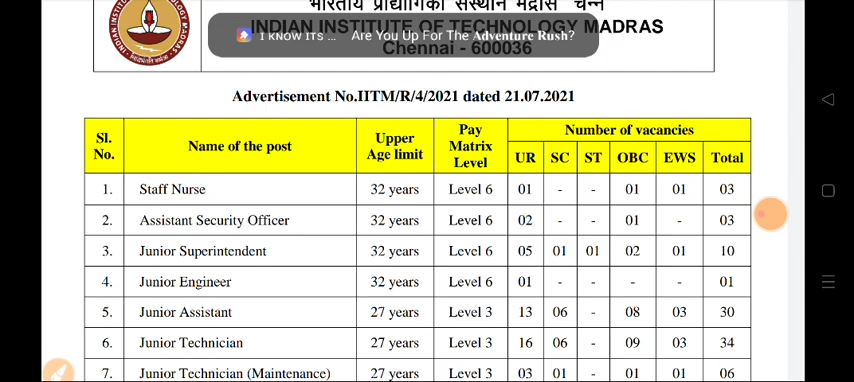 भारतीय प्रौद्योगिकी संस्थान मद्रास चेन्नै
INDIAN INSTITUTE OF TECHNOLOGY MADRAS
I KNOW ITS ... Are You Up For The Adventure Rush?
Chennai - 600036
Advertisement No.IITM/R/4/2021 dated 21.07.2021
Sl. No. Name of the post Upper Age limit Pay Matrix Level Number of vacancies
UR SC ST OBC EWS Total
1. Staff Nurse 32 years Level 6 01 - - 01 01 03
2. Assistant Security Officer 32 years Level 6 02 - - 01 - 03
3. Junior Superintendent 32 years Level 6 05 01 01 02 01 10
4. Junior Engineer 32 years Level 6 01 - - - - 01
5. Junior Assistant 27 years Level 3 13 06 - 08 03 30
6. Junior Technician 27 years Level 3 16 06 - 09 03 34
7. Junior Technician (Maintenance) 27 years Level 3 03 01 - 01 01 06